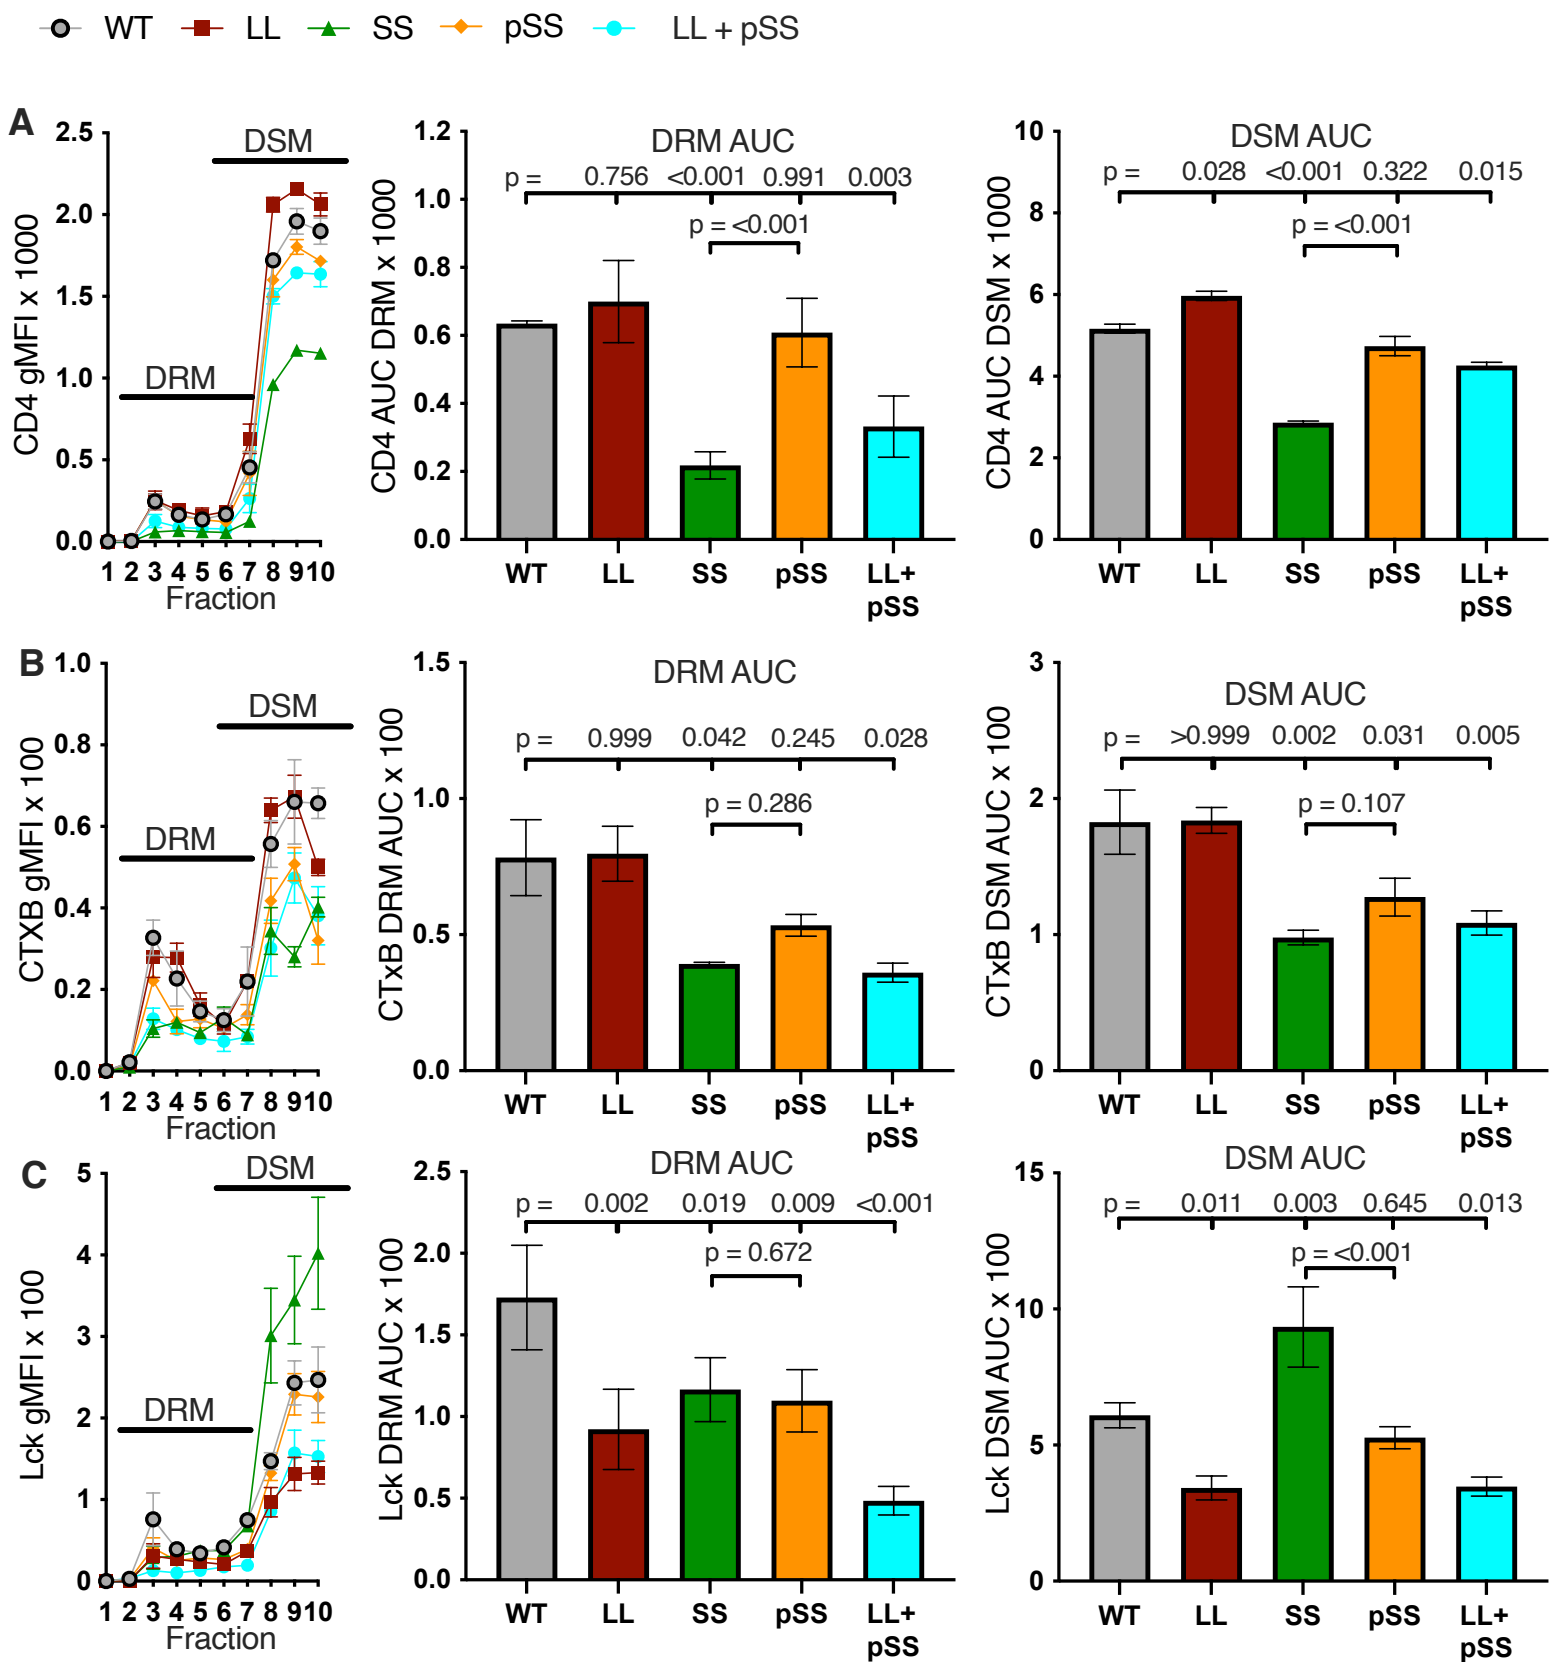 WT LL SS pSS LL + pSS
A
CD4 gMFI x 1000
2.5
2.0
1.5
1.0
0.5
0.0
DSM
DRM
1 2 3 4 5 6 7 8 9 10
Fraction
CD4 AUC DRM x 1000
1.2
1.0
0.8
0.6
0.4
0.2
0.0
DRM AUC
p = 0.756 <0.001 0.991 0.003
p = <0.001
WT LL SS pSS LL+
pSS
CD4 AUC DSM x 1000
10
8
6
4
2
0
DSM AUC
p = 0.028 <0.001 0.322 0.015
p = <0.001
WT LL SS pSS LL+
pSS
B
CTXB gMFI x 100
1.0
0.8
0.6
0.4
0.2
0.0
DSM
DRM
1 2 3 4 5 6 7 8 9 10
Fraction
CTxB DRM AUC x 100
1.5
1.0
0.5
0.0
DRM AUC
p = 0.999 0.042 0.245 0.028
p = 0.286
WT LL SS pSS LL+
pSS
CTxB DSM AUC x 100
3
2
1
0
DSM AUC
p = >0.999 0.002 0.031 0.005
p = 0.107
WT LL SS pSS LL+
pSS
C
Lck gMFI x 100
5
4
3
2
1
0
DSM
DRM
1 2 3 4 5 6 7 8 9 10
Fraction
Lck DRM AUC x 100
2.5
2.0
1.5
1.0
0.5
0.0
DRM AUC
p = 0.002 0.019 0.009 <0.001
p = 0.672
WT LL SS pSS LL+
pSS
Lck DSM AUC x 100
15
10
5
0
DSM AUC
p = 0.011 0.003 0.645 0.013
p = <0.001
WT LL SS pSS LL+
pSS